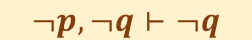 ¬p, ¬q ⊢ ¬q